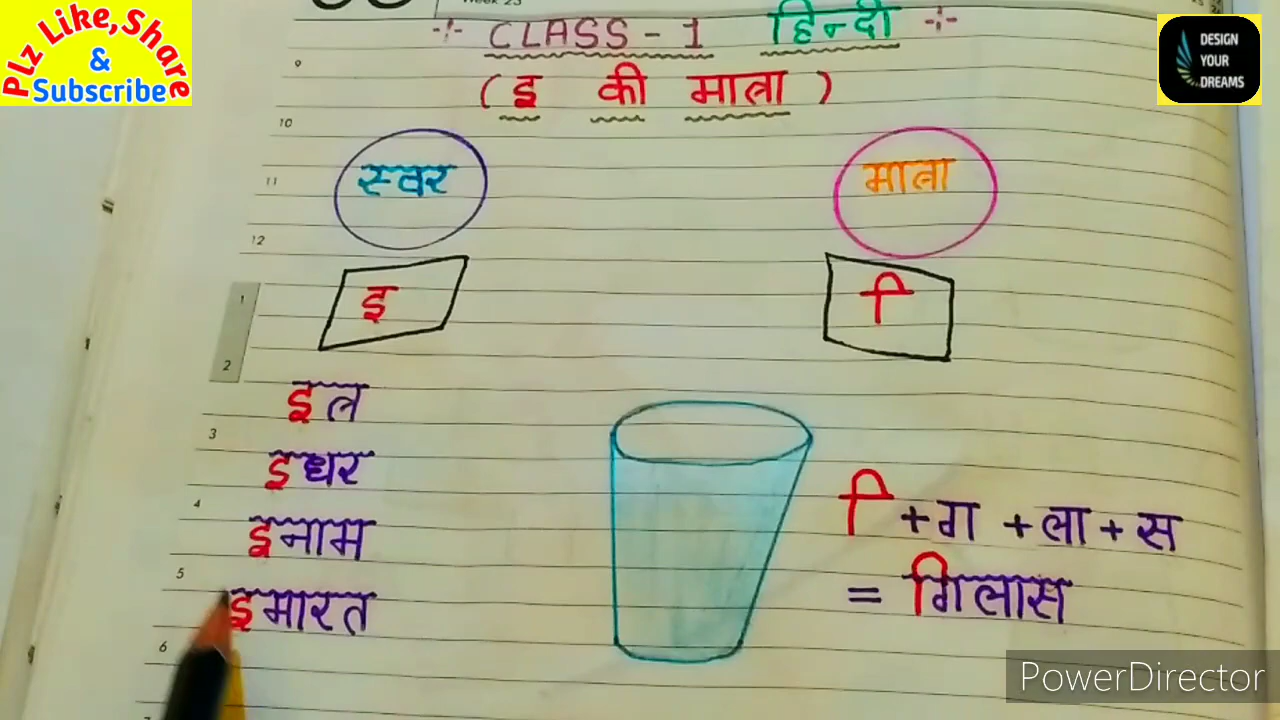 Plz Like,Share
&
Subscribe
DESIGN
YOUR
DREAMS
Week 23
CLASS - 1 हिन्दी
( इ की मात्रा )
स्वर मात्रा
इ ि
इल
इधर
इनाम
इमारत
ि + ग + ला + स
= गिलास
9
10
11
12
1
2
3
4
5
6
PowerDirector